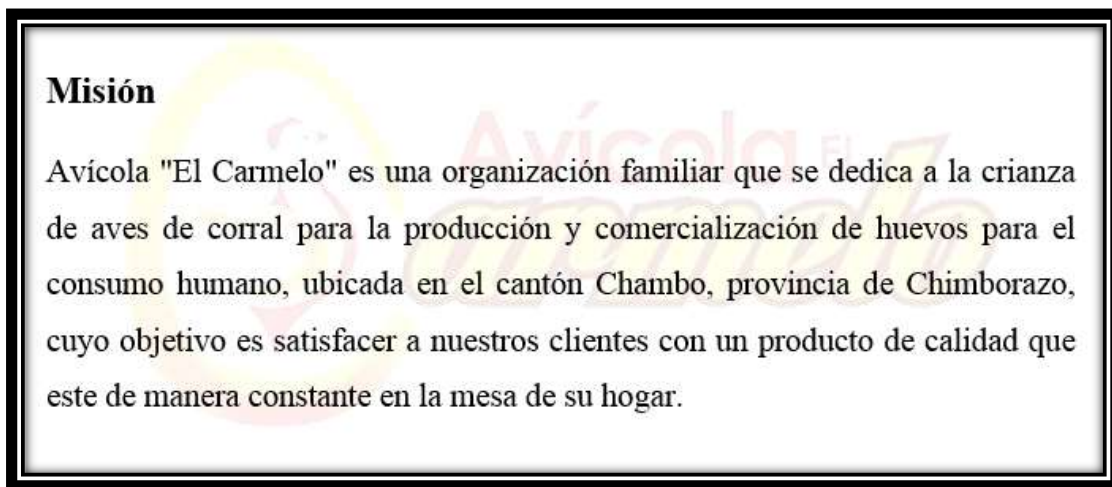 Misión
Avícola "El Carmelo" es una organización familiar que se dedica a la crianza
de aves de corral para la producción y comercialización de huevos para el
consumo humano, ubicada en el cantón Chambo, provincia de Chimborazo,
cuyo objetivo es satisfacer a nuestros clientes con un producto de calidad que
este de manera constante en la mesa de su hogar.
Avícola EL
Carmelo